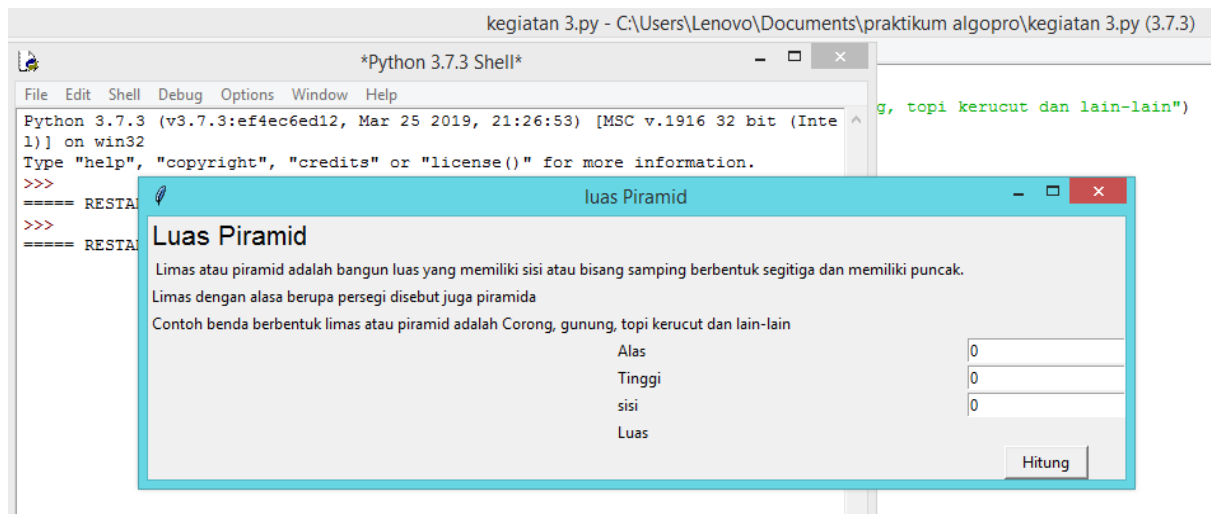 kegiatan 3.py - C:\Users\Lenovo\Documents\praktikum algopro\kegiatan 3.py (3.7.3)
*Python 3.7.3 Shell*
File Edit Shell Debug Options Window Help
Python 3.7.3 (v3.7.3:ef4ec6ed12, Mar 25 2019, 21:26:53) [MSC v.1916 32 bit (Inte
l)] on win32
Type "help", "copyright", "credits" or "license()" for more information.
>>>
===== RESTA
>>>
===== RESTA
g, topi kerucut dan lain-lain")
luas Piramid
Luas Piramid
Limas atau piramid adalah bangun luas yang memiliki sisi atau bisang samping berbentuk segitiga dan memiliki puncak.
Limas dengan alasa berupa persegi disebut juga piramida
Contoh benda berbentuk limas atau piramid adalah Corong, gunung, topi kerucut dan lain-lain
Alas 0
Tinggi 0
sisi 0
Luas
Hitung